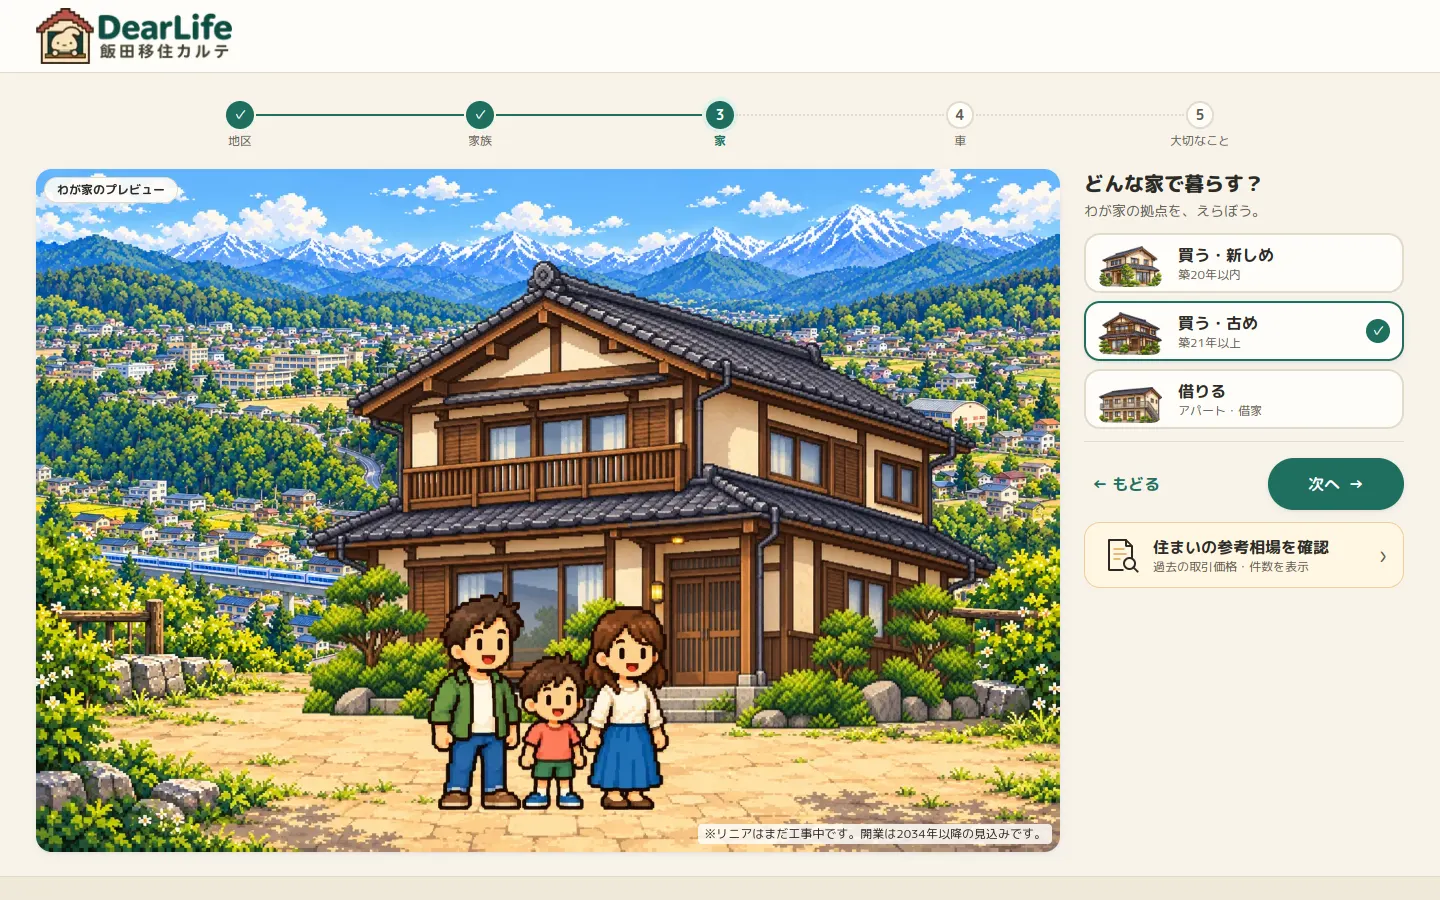 DearLife
飯田移住カルテ
✓
✓
3
4
5
地区
家族
家
車
大切なこと
わが家のプレビュー
※リニアはまだ工事中です。開業は2034年以降の見込みです。
どんな家で暮らす？
わが家の拠点を、えらぼう。
買う・新しめ
築20年以内
買う・古め
築21年以上
✓
借りる
アパート・借家
← もどる
次へ →
住まいの参考相場を確認
過去の取引価格・件数を表示
›